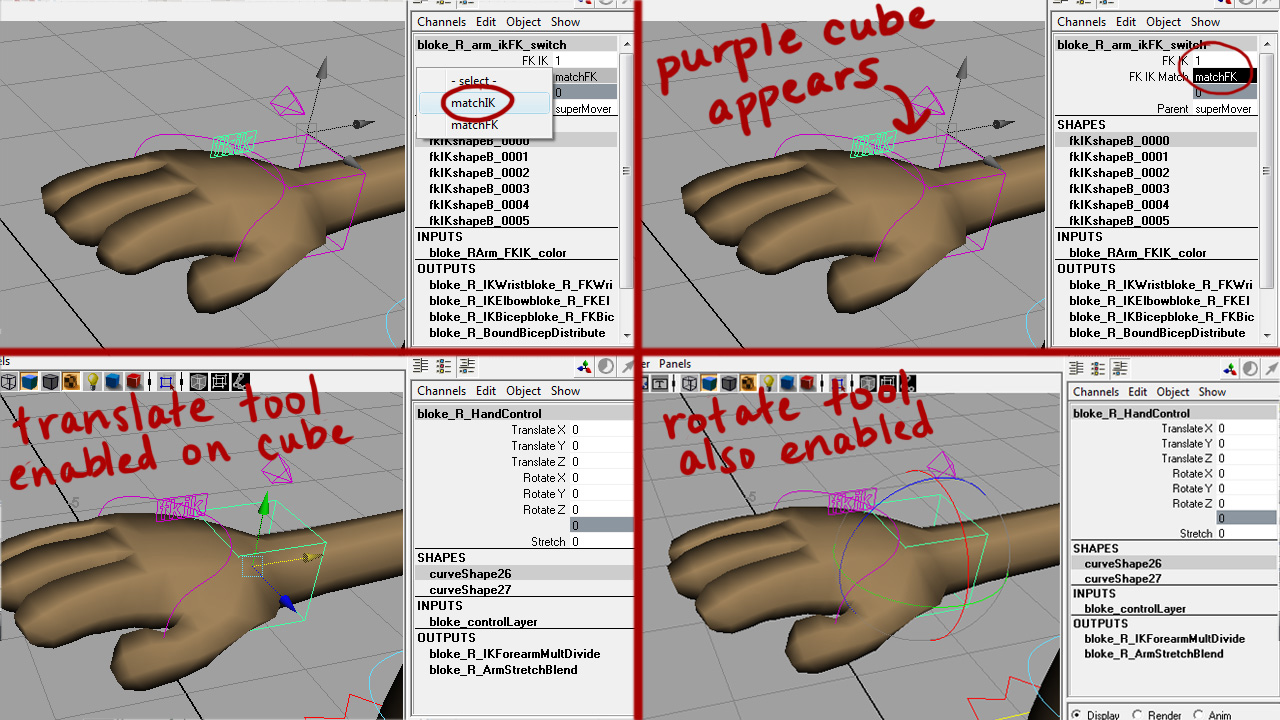 Channels Edit Object Show
bloke_R_arm_ikFK_switch
FK IK 1
- select -
matchFK
matchIK
0
matchFK
superMover
fkIKshapeB_0000
fkIKshapeB_0001
fkIKshapeB_0002
fkIKshapeB_0003
fkIKshapeB_0004
fkIKshapeB_0005
INPUTS
bloke_RArm_FKIK_color
OUTPUTS
bloke_R_IKWristbloke_R_FKWri
bloke_R_IKElbowbloke_R_FKEl
bloke_R_IKBicepbloke_R_FKBic
bloke_R_BoundBicepDistribute
fkik
purple cube
appears
Channels Edit Object Show
bloke_R_arm_ikFK_switch
FK IK 1
FK IK Match matchFK
0
Parent superMover
SHAPES
fkIKshapeB_0000
fkIKshapeB_0001
fkIKshapeB_0002
fkIKshapeB_0003
fkIKshapeB_0004
fkIKshapeB_0005
INPUTS
bloke_RArm_FKIK_color
OUTPUTS
bloke_R_IKWristbloke_R_FKWri
bloke_R_IKElbowbloke_R_FKEl
bloke_R_IKBicepbloke_R_FKBic
bloke_R_BoundBicepDistribute
fkik
els
translate tool
enabled on cube
fkik
Channels Edit Object Show
bloke_R_HandControl
Translate X 0
Translate Y 0
Translate Z 0
Rotate X 0
Rotate Y 0
Rotate Z 0
0
Stretch 0
SHAPES
curveShape26
curveShape27
INPUTS
bloke_controlLayer
OUTPUTS
bloke_R_IKForearmMultDivide
bloke_R_ArmStretchBlend
er Panels
rotate tool
also enabled
fkik
Channels Edit Object Show
bloke_R_HandControl
Translate X 0
Translate Y 0
Translate Z 0
Rotate X 0
Rotate Y 0
Rotate Z 0
0
Stretch 0
SHAPES
curveShape26
curveShape27
INPUTS
bloke_controlLayer
OUTPUTS
bloke_R_IKForearmMultDivide
bloke_R_ArmStretchBlend
Display Render Anim